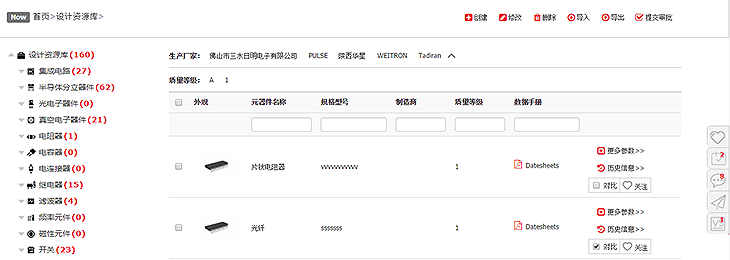 Now 首页>设计资源库> 创建 修改 删除 导入 导出 提交审批
设计资源库(160)
集成电路(27)
半导体分立器件(62)
光电子器件(0)
真空电子器件(21)
电阻器(1)
电容器(0)
电连接器(0)
继电器(15)
滤波器(4)
频率元件(0)
磁性元件(0)
开关(23)
生产厂家: 佛山市三水日明电子有限公司 PULSE 陕西华星 WEITRON Tadiran
质量等级: A 1
外观 元器件名称 规格型号 制造商 质量等级 数据手册
片状电阻器 vvvvvvvvvvv 1 Datesheets
更多参数>>
历史信息>>
对比 关注
光纤 sssssss 1 Datesheets
更多参数>>
历史信息>>
对比 关注
2
8
VS 1